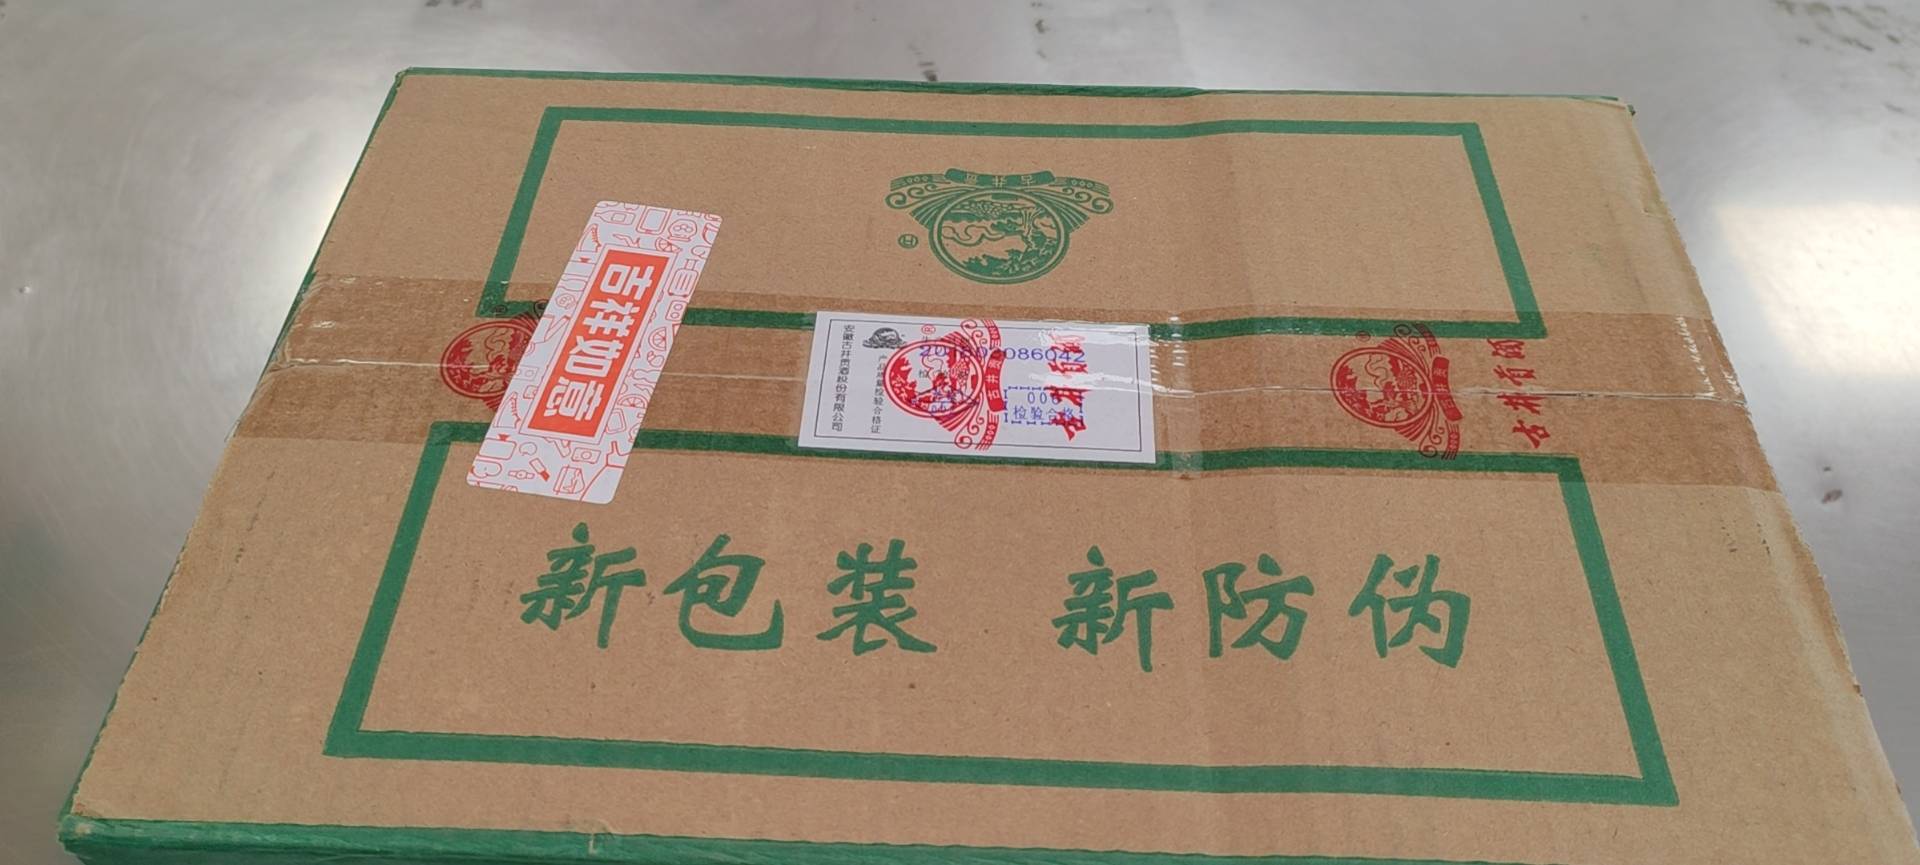 古井贡
吉祥如意
安徽古井贡酒股份有限公司
产品质量检验合格证
086042
检验合格
古井贡酒
新包装 新防伪